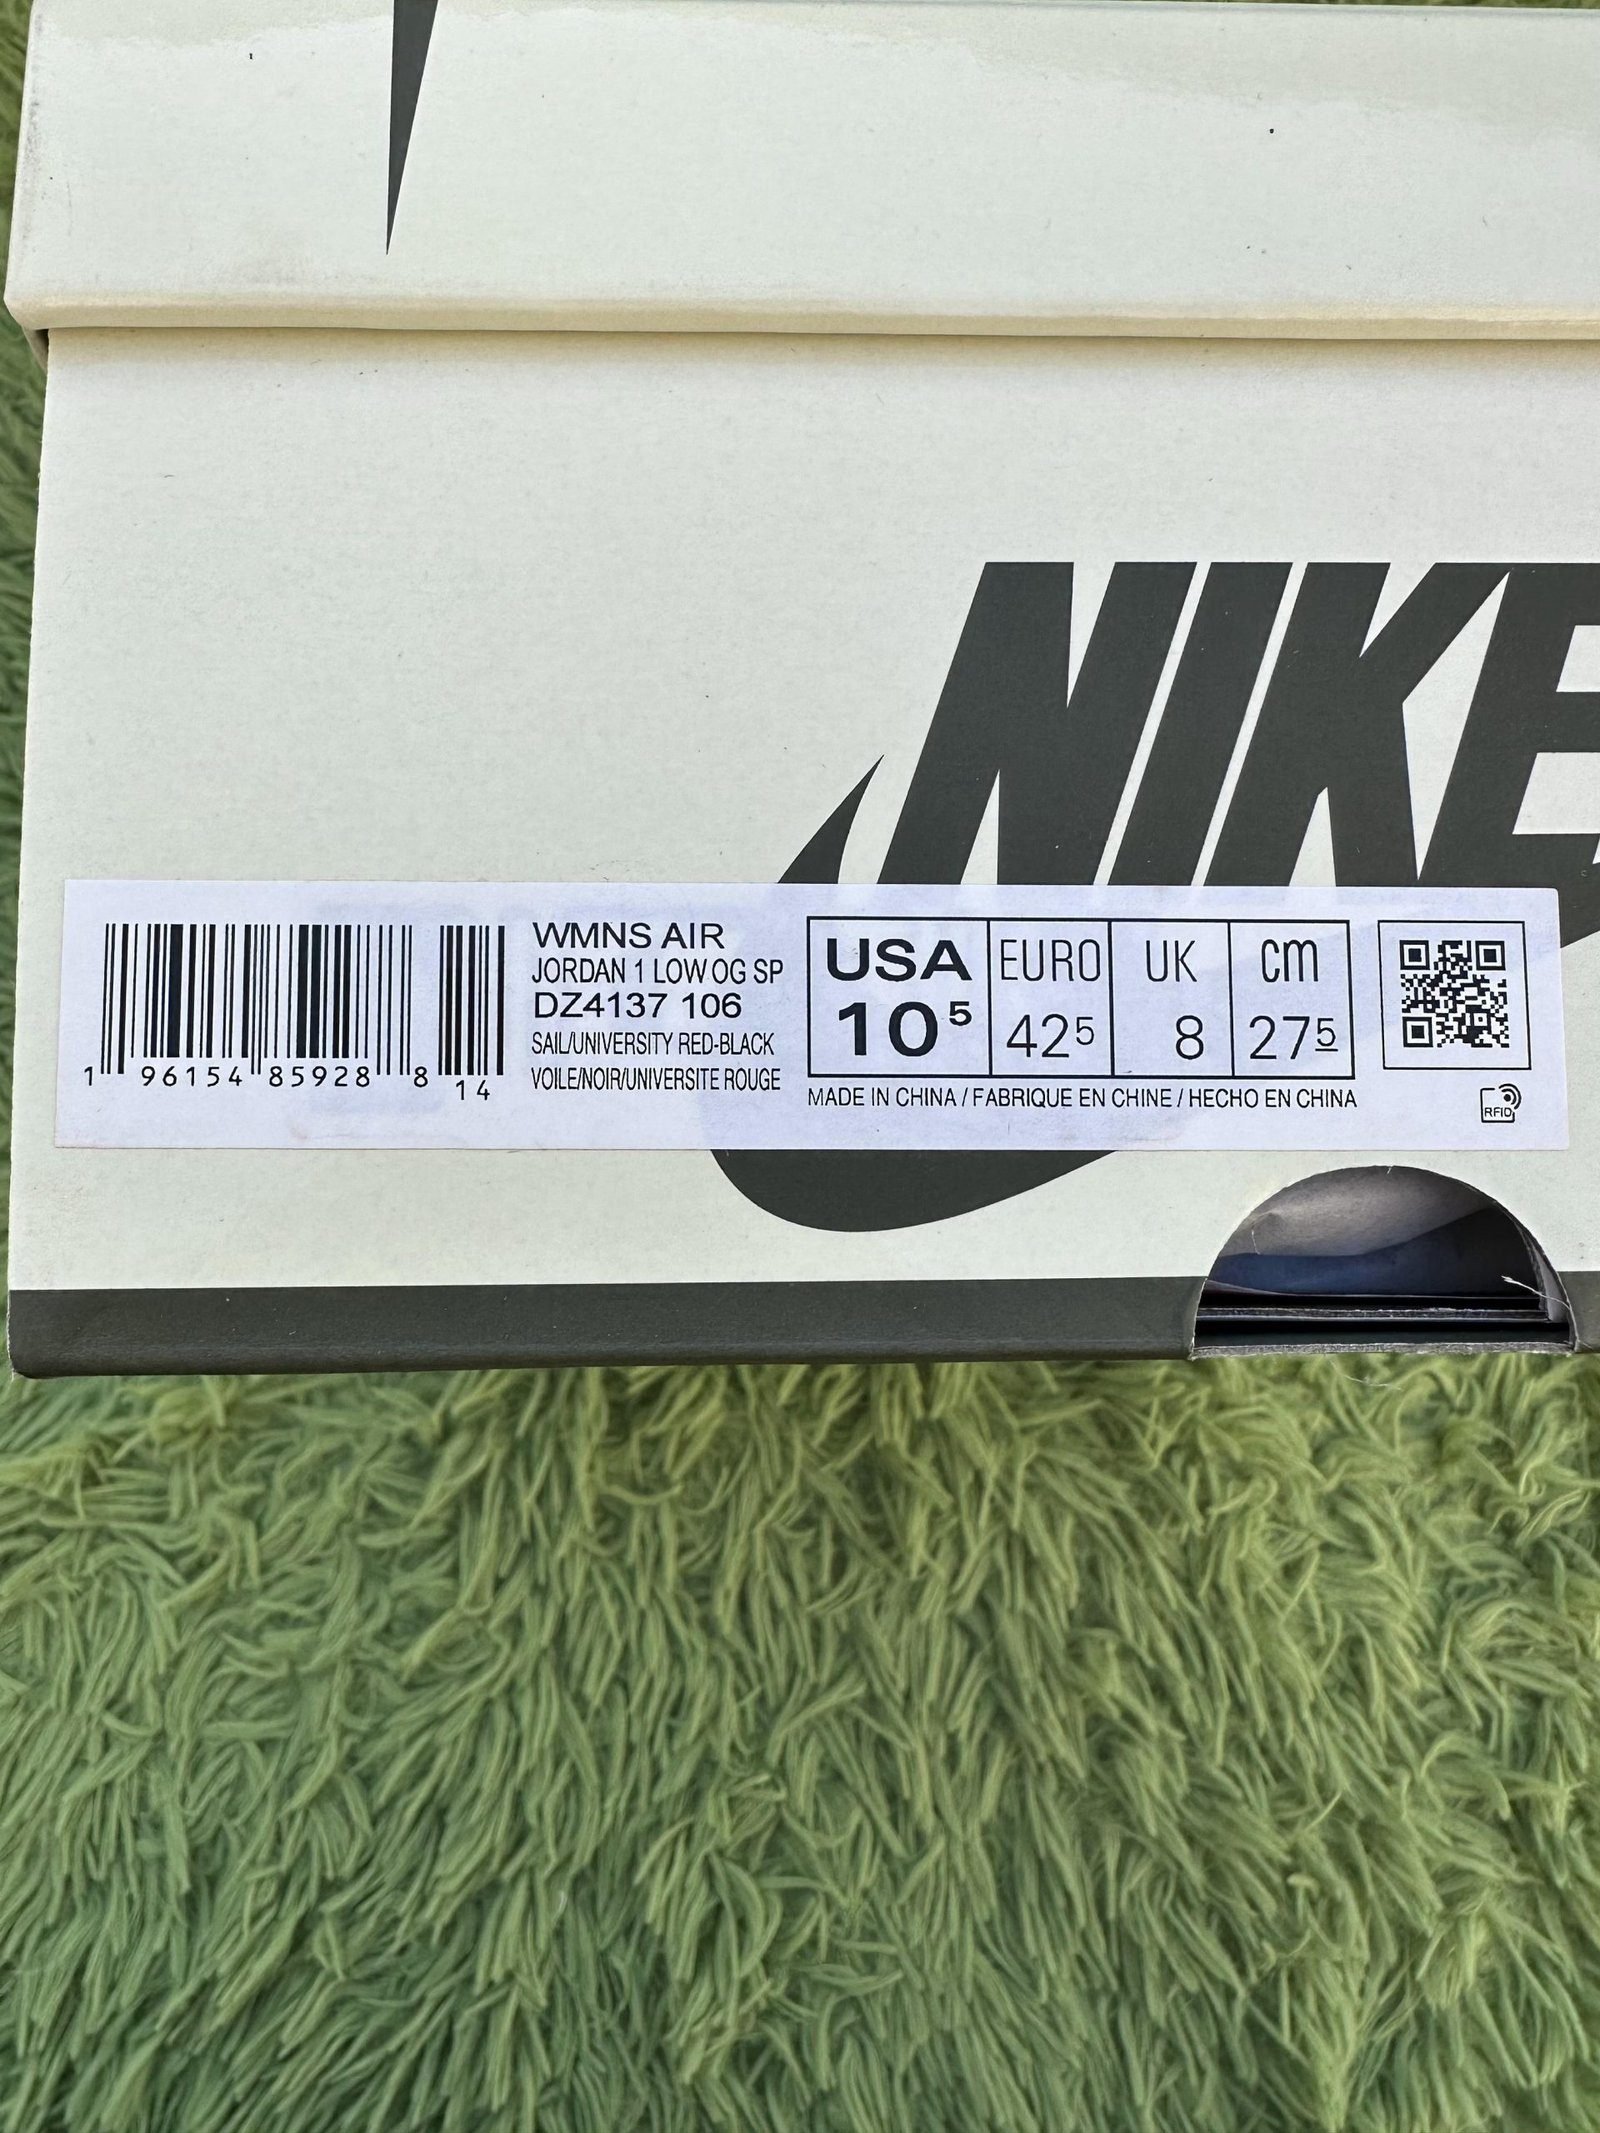 NIKE
WMNS AIR
JORDAN 1 LOW OG SP
DZ4137 106
SAIL/UNIVERSITY RED-BLACK
VOILE/NOIR/UNIVERSITE ROUGE
1 96154 85928 8 14
USA EURO UK cm
10⁵ 42⁵ 8 27⁵
MADE IN CHINA / FABRIQUE EN CHINE / HECHO EN CHINA
RFID